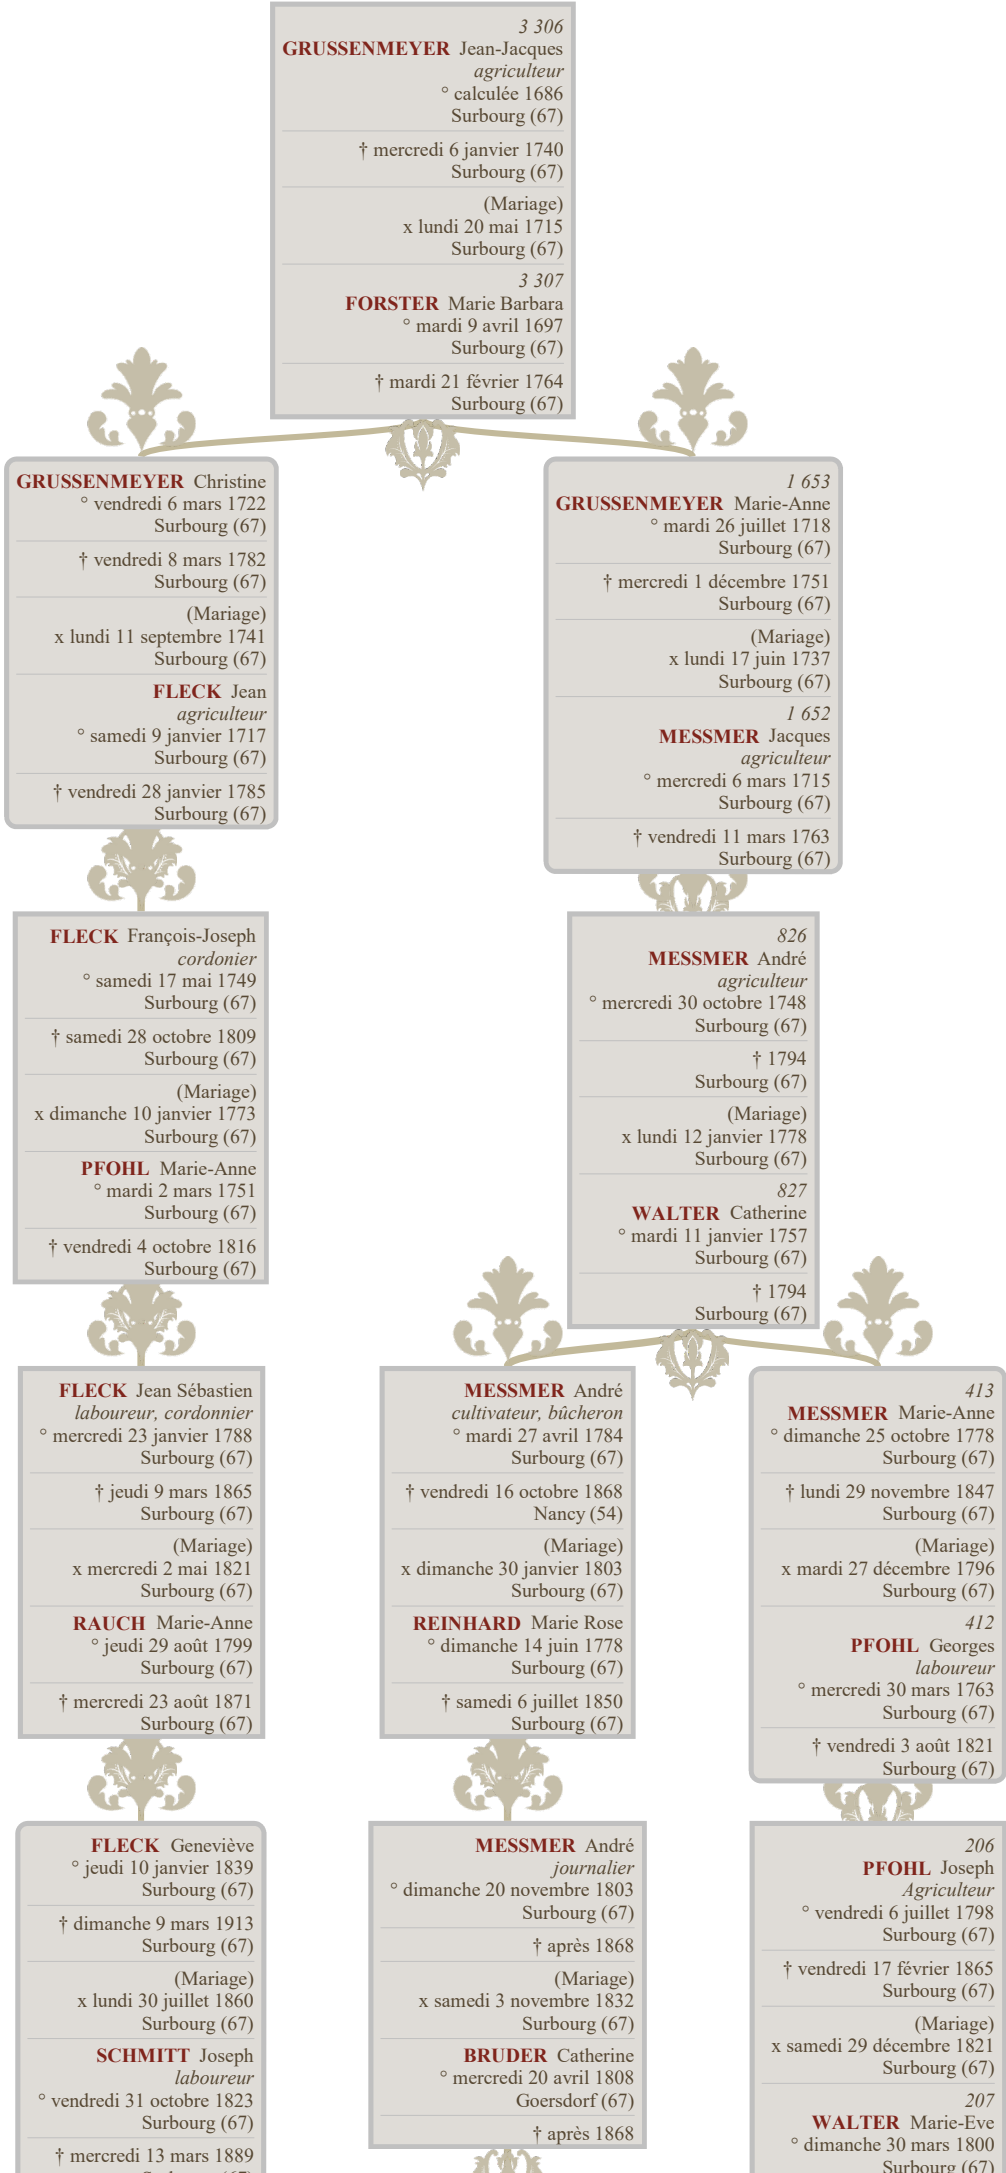 3 306
GRUSSENMEYER Jean-Jacques
agriculteur
° calculée 1686
Surbourg (67)
† mercredi 6 janvier 1740
Surbourg (67)
(Mariage)
x lundi 20 mai 1715
Surbourg (67)
3 307
FORSTER Marie Barbara
° mardi 9 avril 1697
Surbourg (67)
† mardi 21 février 1764
Surbourg (67)
GRUSSENMEYER Christine
° vendredi 6 mars 1722
Surbourg (67)
† vendredi 8 mars 1782
Surbourg (67)
(Mariage)
x lundi 11 septembre 1741
Surbourg (67)
FLECK Jean
agriculteur
° samedi 9 janvier 1717
Surbourg (67)
† vendredi 28 janvier 1785
Surbourg (67)
1 653
GRUSSENMEYER Marie-Anne
° mardi 26 juillet 1718
Surbourg (67)
† mercredi 1 décembre 1751
Surbourg (67)
(Mariage)
x lundi 17 juin 1737
Surbourg (67)
1 652
MESSMER Jacques
agriculteur
° mercredi 6 mars 1715
Surbourg (67)
† vendredi 11 mars 1763
Surbourg (67)
FLECK François-Joseph
cordonier
° samedi 17 mai 1749
Surbourg (67)
† samedi 28 octobre 1809
Surbourg (67)
(Mariage)
x dimanche 10 janvier 1773
Surbourg (67)
PFOHL Marie-Anne
° mardi 2 mars 1751
Surbourg (67)
† vendredi 4 octobre 1816
Surbourg (67)
826
MESSMER André
agriculteur
° mercredi 30 octobre 1748
Surbourg (67)
† 1794
Surbourg (67)
(Mariage)
x lundi 12 janvier 1778
Surbourg (67)
827
WALTER Catherine
° mardi 11 janvier 1757
Surbourg (67)
† 1794
Surbourg (67)
FLECK Jean Sébastien
laboureur, cordonnier
° mercredi 23 janvier 1788
Surbourg (67)
† jeudi 9 mars 1865
Surbourg (67)
(Mariage)
x mercredi 2 mai 1821
Surbourg (67)
RAUCH Marie-Anne
° jeudi 29 août 1799
Surbourg (67)
† mercredi 23 août 1871
Surbourg (67)
MESSMER André
cultivateur, bûcheron
° mardi 27 avril 1784
Surbourg (67)
† vendredi 16 octobre 1868
Nancy (54)
(Mariage)
x dimanche 30 janvier 1803
Surbourg (67)
REINHARD Marie Rose
° dimanche 14 juin 1778
Surbourg (67)
† samedi 6 juillet 1850
Surbourg (67)
413
MESSMER Marie-Anne
° dimanche 25 octobre 1778
Surbourg (67)
† lundi 29 novembre 1847
Surbourg (67)
(Mariage)
x mardi 27 décembre 1796
Surbourg (67)
412
PFOHL Georges
laboureur
° mercredi 30 mars 1763
Surbourg (67)
† vendredi 3 août 1821
Surbourg (67)
FLECK Geneviève
° jeudi 10 janvier 1839
Surbourg (67)
† dimanche 9 mars 1913
Surbourg (67)
(Mariage)
x lundi 30 juillet 1860
Surbourg (67)
SCHMITT Joseph
laboureur
° vendredi 31 octobre 1823
Surbourg (67)
† mercredi 13 mars 1889
MESSMER André
journalier
° dimanche 20 novembre 1803
Surbourg (67)
† après 1868
(Mariage)
x samedi 3 novembre 1832
Surbourg (67)
BRUDER Catherine
° mercredi 20 avril 1808
Goersdorf (67)
† après 1868
206
PFOHL Joseph
Agriculteur
° vendredi 6 juillet 1798
Surbourg (67)
† vendredi 17 février 1865
Surbourg (67)
(Mariage)
x samedi 29 décembre 1821
Surbourg (67)
207
WALTER Marie-Eve
° dimanche 30 mars 1800
Surbourg (67)